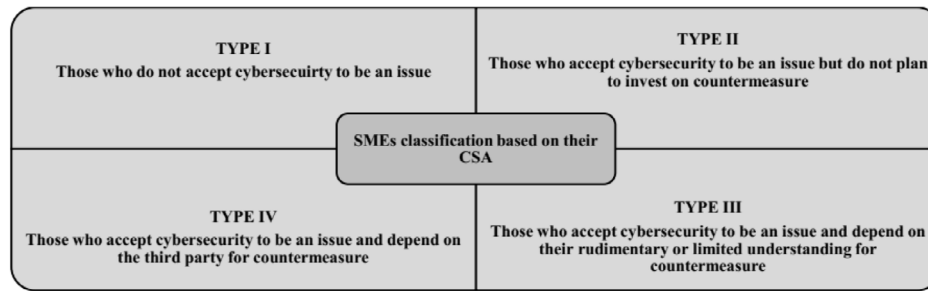 TYPE I
Those who do not accept cybersecuirty to be an issue
TYPE II
Those who accept cybersecurity to be an issue but do not plan
to invest on countermeasure
SMEs classification based on their
CSA
TYPE IV
Those who accept cybersecurity to be an issue and depend on
the third party for countermeasure
TYPE III
Those who accept cybersecurity to be an issue and depend on
their rudimentary or limited understanding for
countermeasure